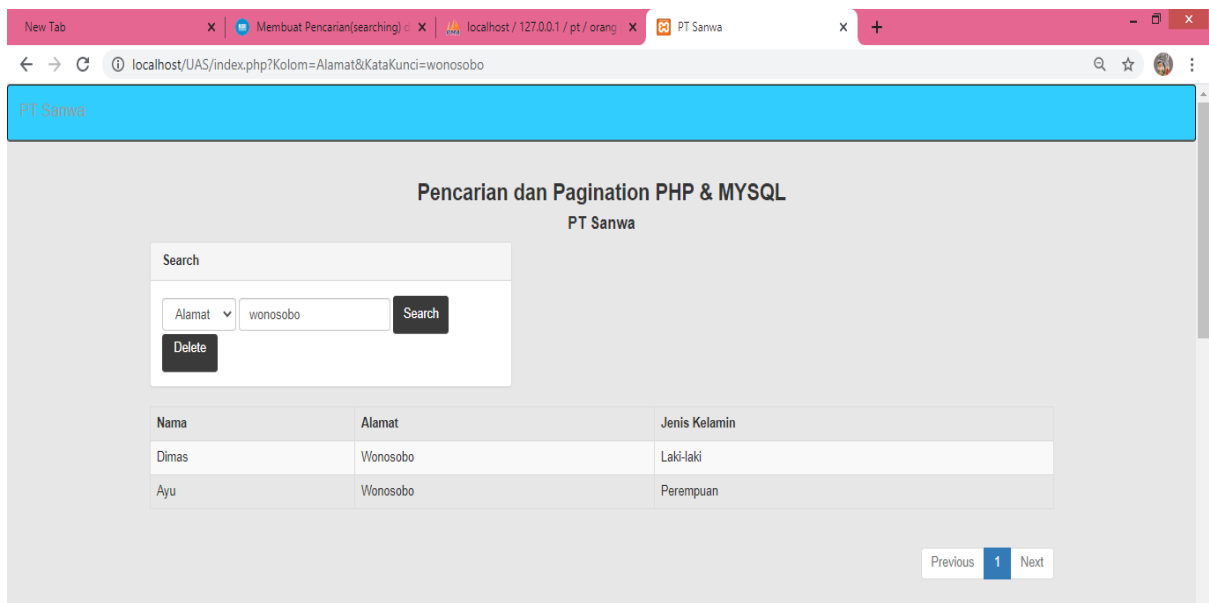 New Tab
Membuat Pencarian(searching) d
localhost / 127.0.0.1 / pt / orang
PT Sanwa
localhost/UAS/index.php?Kolom=Alamat&KataKunci=wonosobo
PT Sanwa
Pencarian dan Pagination PHP & MYSQL
PT Sanwa
Search
Alamat wonosobo Search
Delete
Nama Alamat Jenis Kelamin
Dimas Wonosobo Laki-laki
Ayu Wonosobo Perempuan
Previous 1 Next